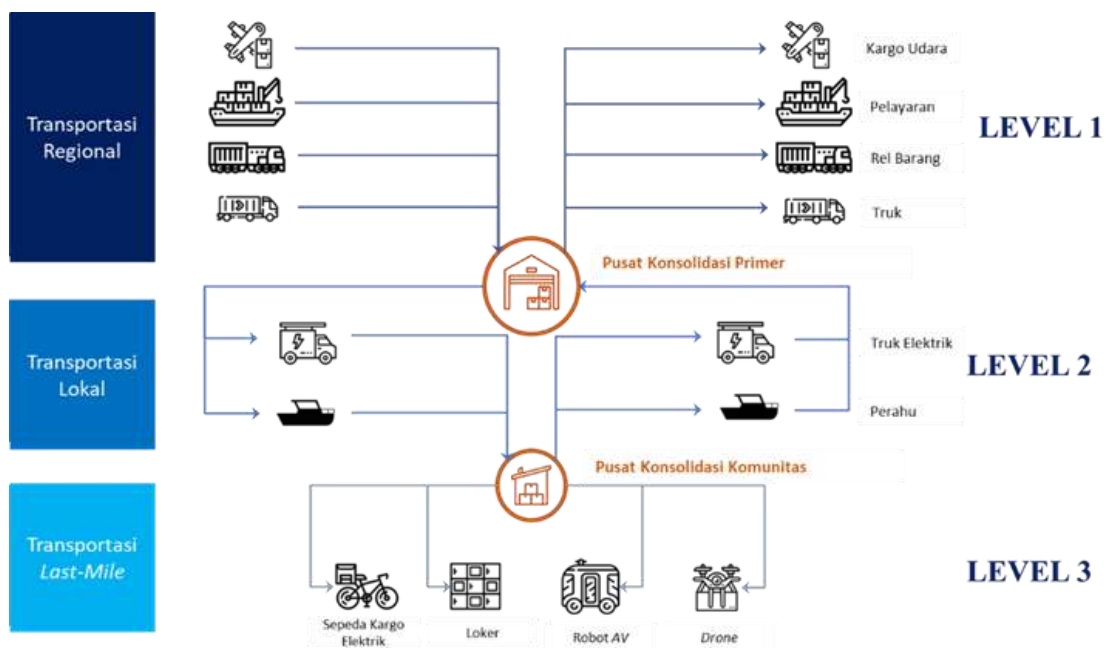 Transportasi
Regional
Kargo Udara
Pelayaran
Rel Barang
Truk
LEVEL 1
Pusat Konsolidasi Primer
Transportasi
Lokal
Truk Elektrik
Perahu
LEVEL 2
Pusat Konsolidasi Komunitas
Transportasi
Last-Mile
Sepeda Kargo
Elektrik
Loker
Robot AV
Drone
LEVEL 3